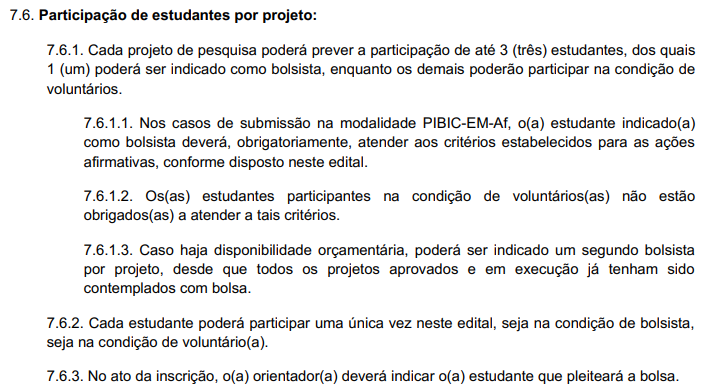 7.6. Participação de estudantes por projeto:
7.6.1. Cada projeto de pesquisa poderá prever a participação de até 3 (três) estudantes, dos quais
1 (um) poderá ser indicado como bolsista, enquanto os demais poderão participar na condição de
voluntários.
7.6.1.1. Nos casos de submissão na modalidade PIBIC-EM-Af, o(a) estudante indicado(a)
como bolsista deverá, obrigatoriamente, atender aos critérios estabelecidos para as ações
afirmativas, conforme disposto neste edital.
7.6.1.2. Os(as) estudantes participantes na condição de voluntários(as) não estão
obrigados(as) a atender a tais critérios.
7.6.1.3. Caso haja disponibilidade orçamentária, poderá ser indicado um segundo bolsista
por projeto, desde que todos os projetos aprovados e em execução já tenham sido
contemplados com bolsa.
7.6.2. Cada estudante poderá participar uma única vez neste edital, seja na condição de bolsista,
seja na condição de voluntário(a).
7.6.3. No ato da inscrição, o(a) orientador(a) deverá indicar o(a) estudante que pleiteará a bolsa.